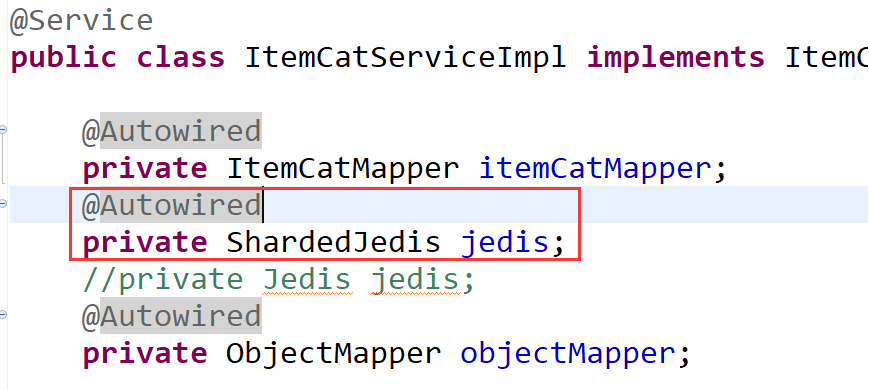 @Service
public class ItemCatServiceImpl implements ItemC
@Autowired
private ItemCatMapper itemCatMapper;
@Autowired
private ShardedJedis jedis;
//private Jedis jedis;
@Autowired
private ObjectMapper objectMapper;